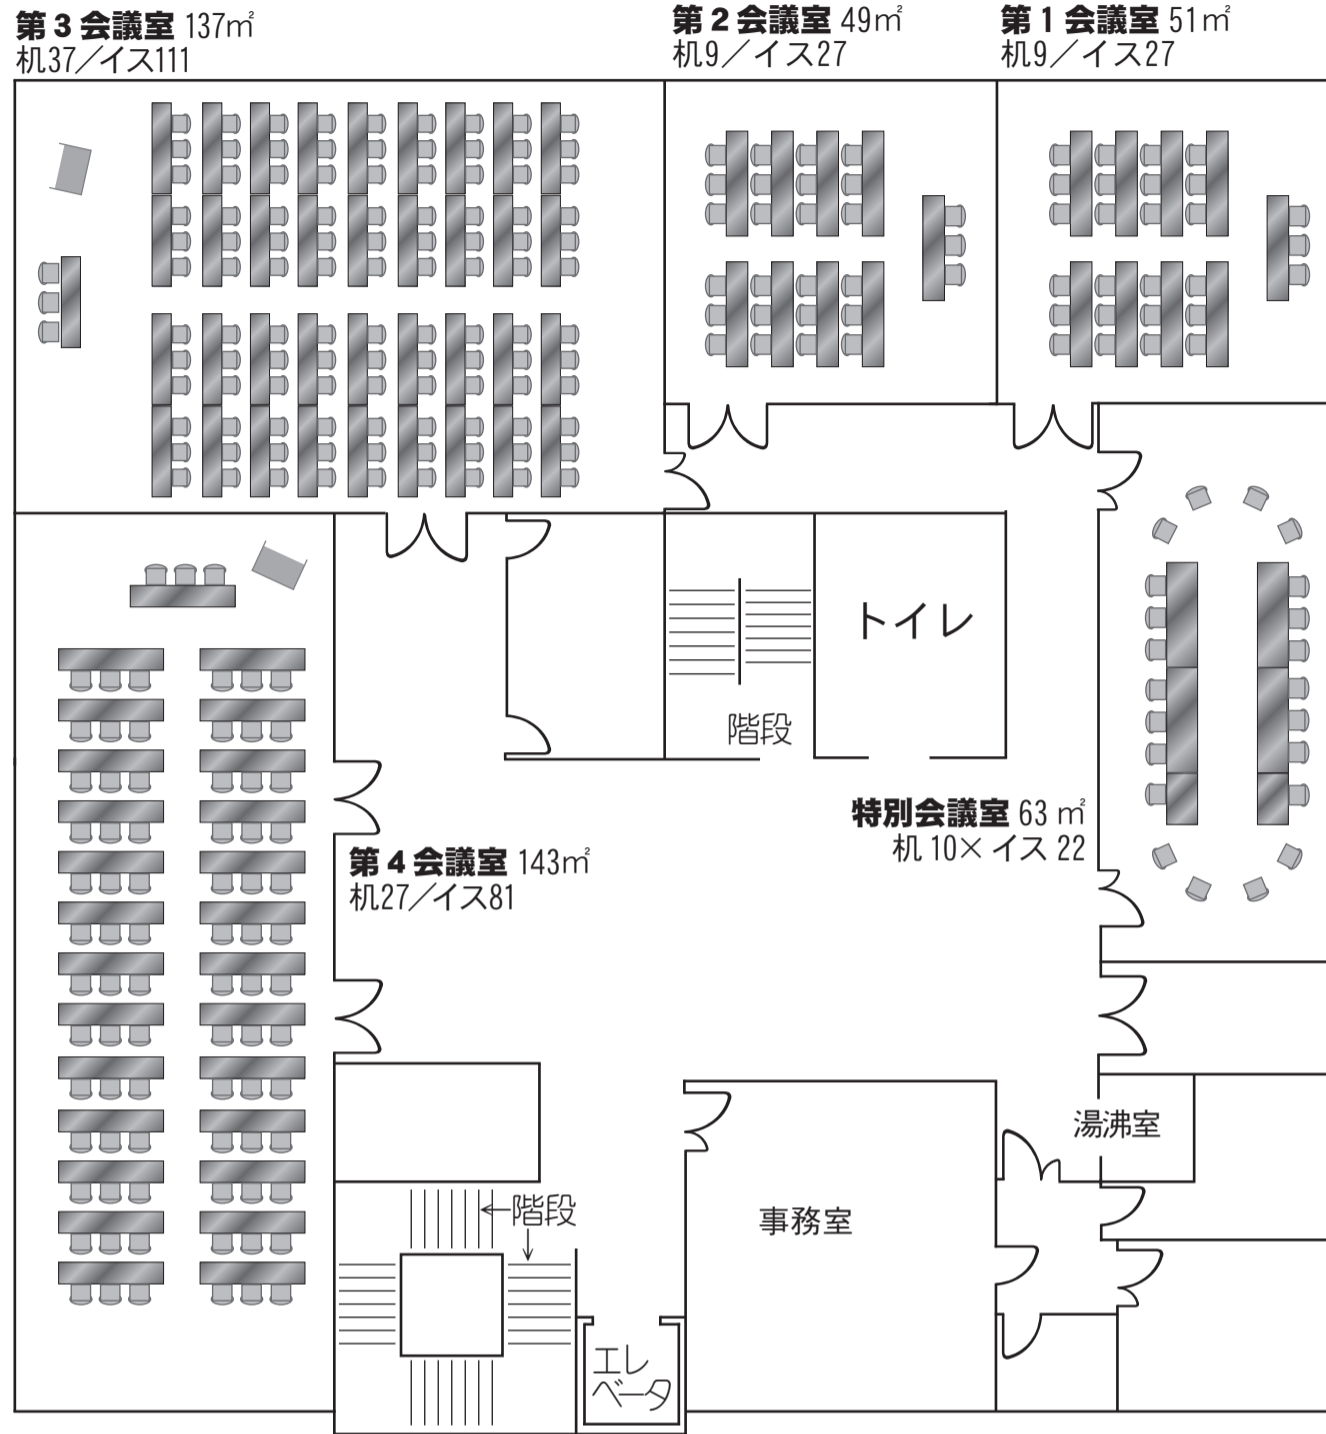 第3会議室 137㎡
机37／イス111
第2会議室 49㎡
机9／イス27
第1会議室 51㎡
机9／イス27
トイレ
階段
特別会議室 63 ㎡
机 10× イス 22
第4会議室 143㎡
机27／イス81
湯沸室
←階段
↓
事務室
エレ
ベータ